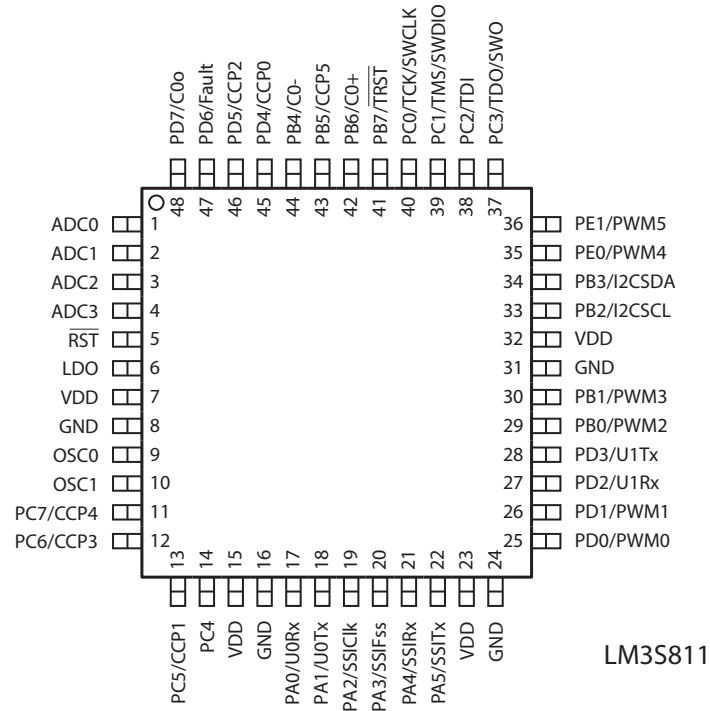 PD7/C0o
PD6/Fault
PD5/CCP2
PD4/CCP0
PB4/C0-
PB5/CCP5
PB6/C0+
PB7/TRST
PC0/TCK/SWCLK
PC1/TMS/SWDIO
PC2/TDI
PC3/TDO/SWO
48
47
46
45
44
43
42
41
40
39
38
37
ADC0 1
ADC1 2
ADC2 3
ADC3 4
RST 5
LDO 6
VDD 7
GND 8
OSC0 9
OSC1 10
PC7/CCP4 11
PC6/CCP3 12
36 PE1/PWM5
35 PE0/PWM4
34 PB3/I2CSDA
33 PB2/I2CSCL
32 VDD
31 GND
30 PB1/PWM3
29 PB0/PWM2
28 PD3/U1Tx
27 PD2/U1Rx
26 PD1/PWM1
25 PD0/PWM0
13
14
15
16
17
18
19
20
21
22
23
24
PC5/CCP1
PC4
VDD
GND
PA0/U0Rx
PA1/U0Tx
PA2/SSIClk
PA3/SSIFss
PA4/SSIRx
PA5/SSITx
VDD
GND
LM3S811